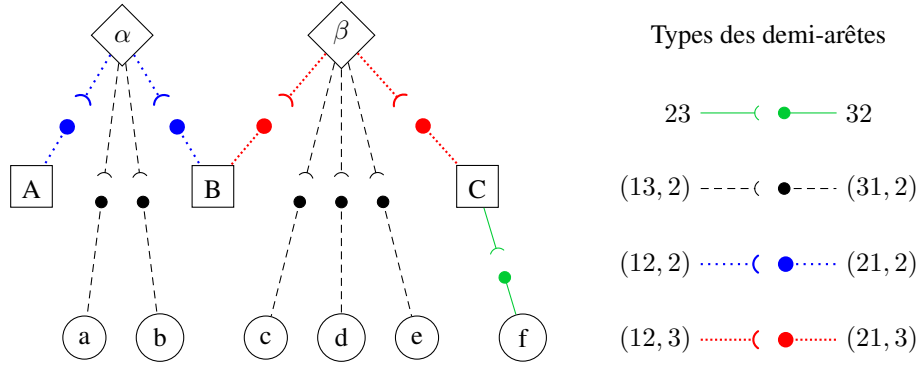 α β Types des demi-arêtes
23 32
A B C (13, 2) (31, 2)
(12, 2) (21, 2)
a b c d e f (12, 3) (21, 3)